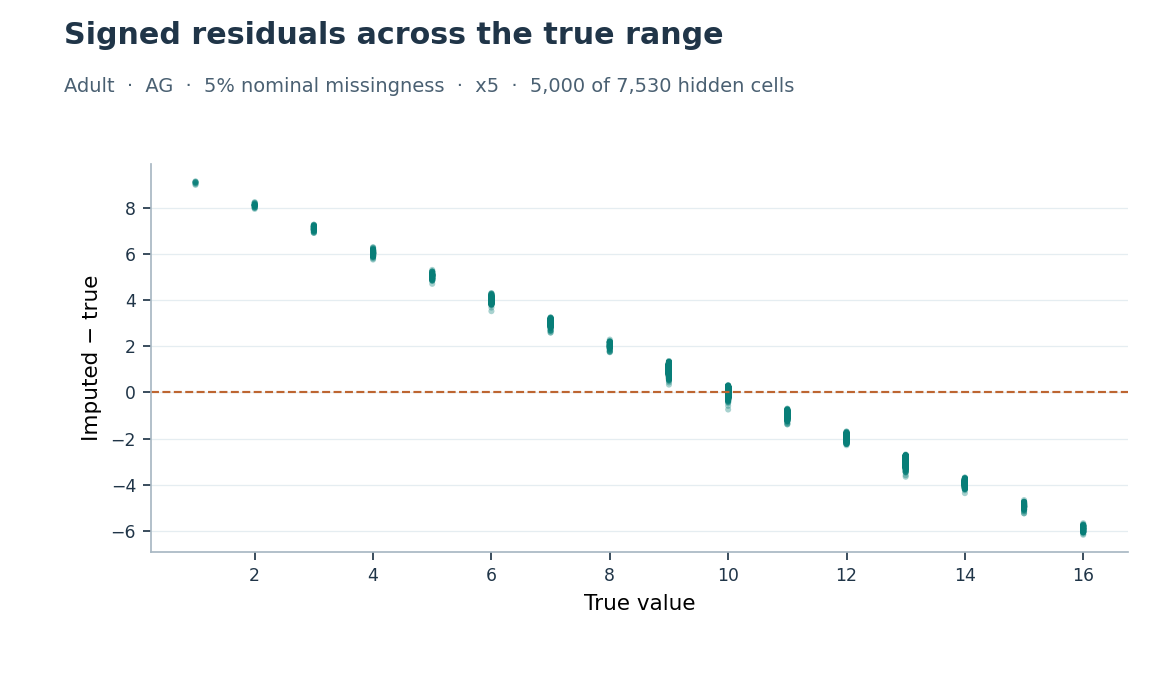 Signed residuals across the true range
Adult · AG · 5% nominal missingness · x5 · 5,000 of 7,530 hidden cells
Imputed − true
8
6
4
2
0
−2
−4
−6
2 4 6 8 10 12 14 16
True value